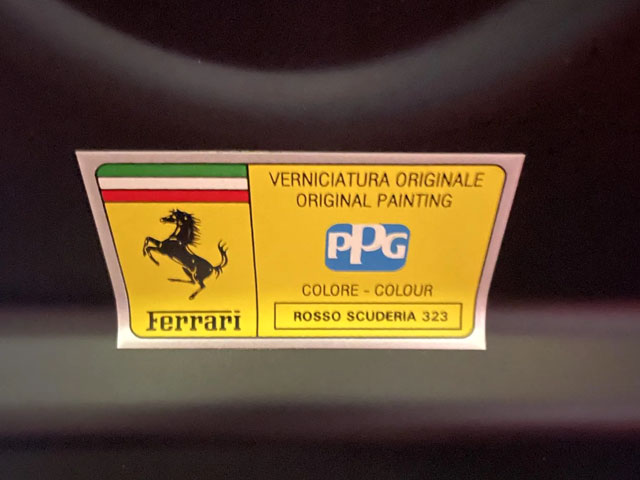 VERNICIATURA ORIGINALE
ORIGINAL PAINTING
PPG
COLORE - COLOUR
ROSSO SCUDERIA 323
Ferrari